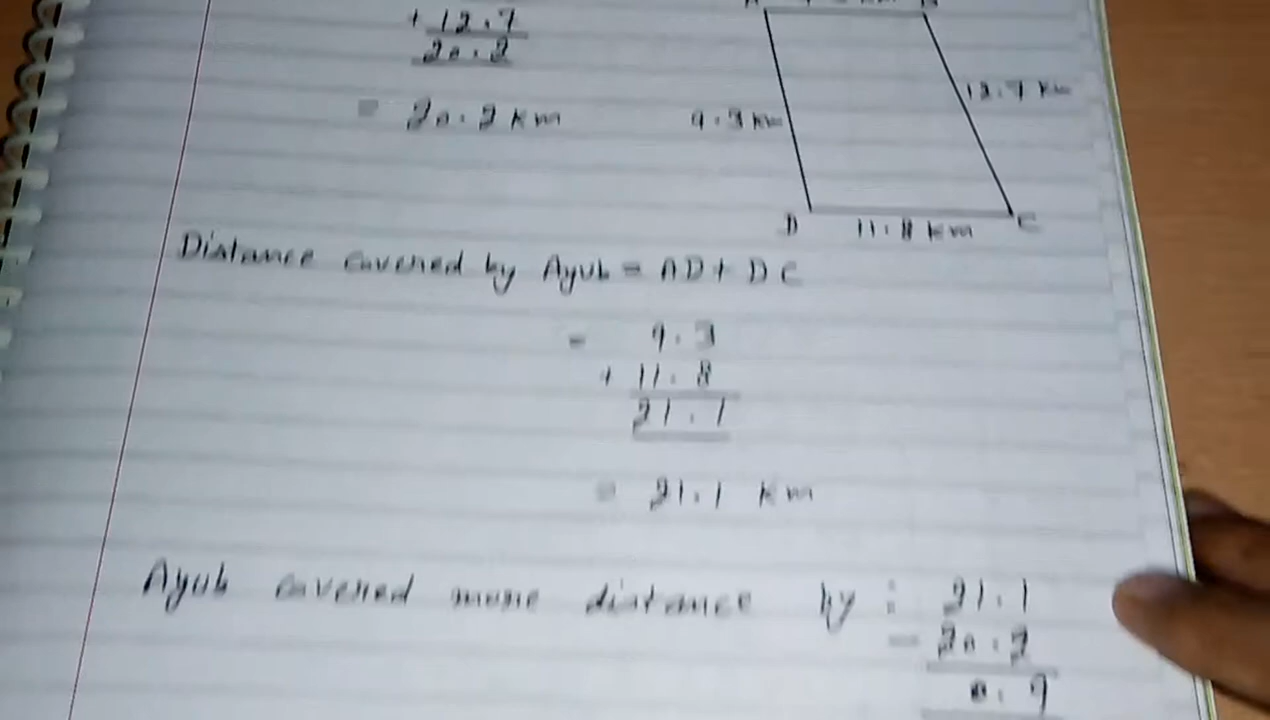 + 12.7
20.2
= 20.2 km
12.7 km
9.3 km
D
11.8 km
C
Distance covered by Ayub = AD + DC
= 9.3
+ 11.8
21.1
= 21.1 km
Ayub covered more distance by : 21.1
- 20.2
0.9